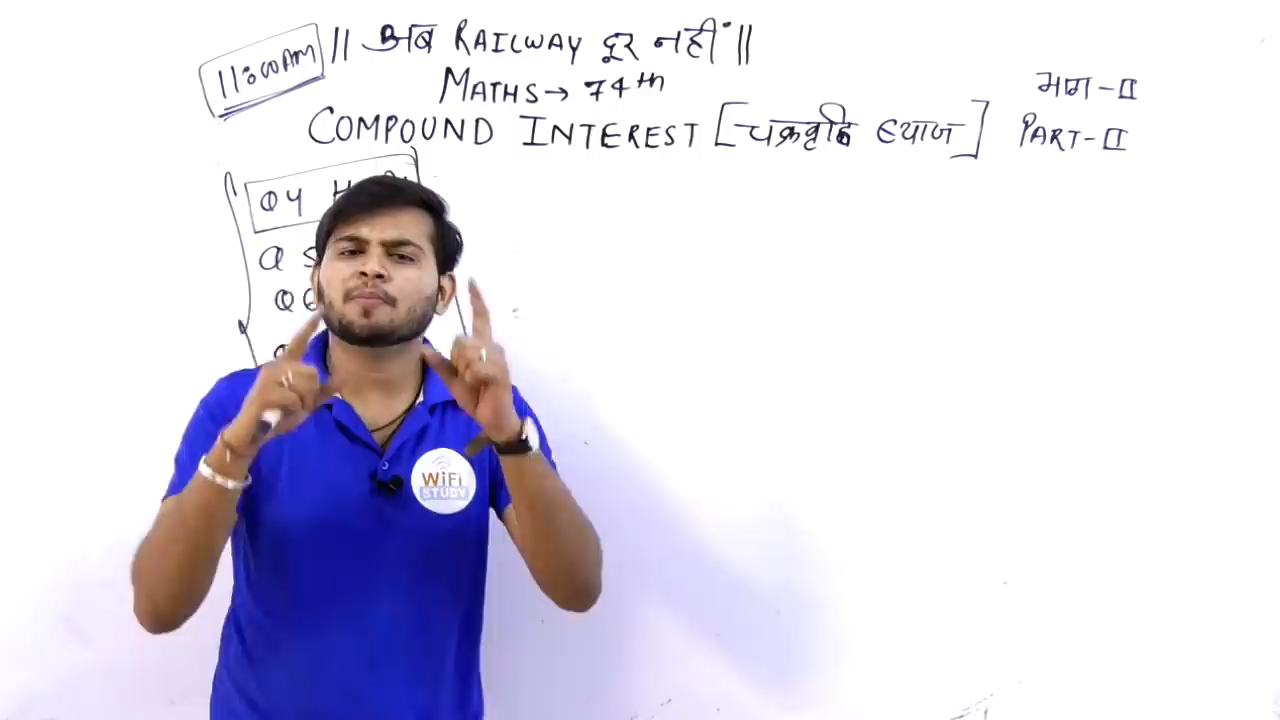 11:00AM || अब RAILWAY दूर नहीं ||
MATHS → 74th
भाग-II
COMPOUND INTEREST [चक्रवृद्धि ब्याज] PART-II
Q4
Q
Q
WiFi
STUDY